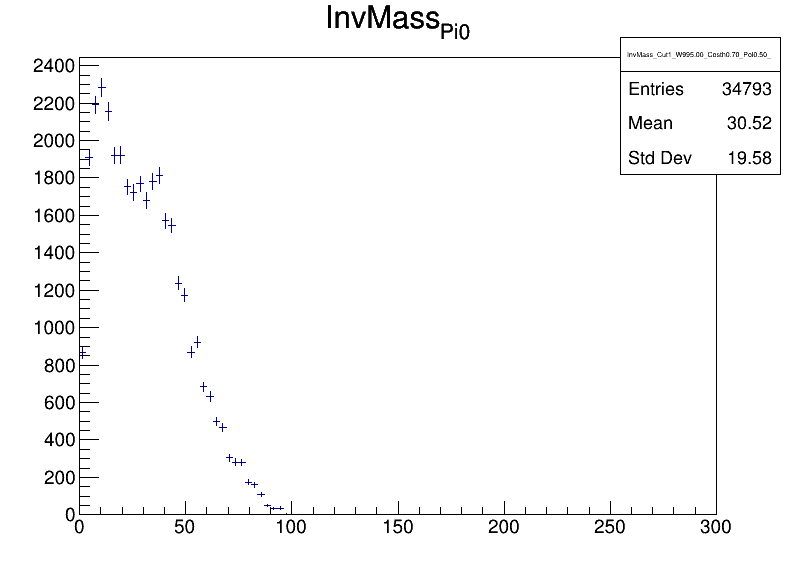 InvMass_Pi0
InvMass_Cut1_W995.00_Costh0.70_Pol0.50_
Entries 34793
Mean 30.52
Std Dev 19.58
2400
2200
2000
1800
1600
1400
1200
1000
800
600
400
200
0
0 50 100 150 200 250 300